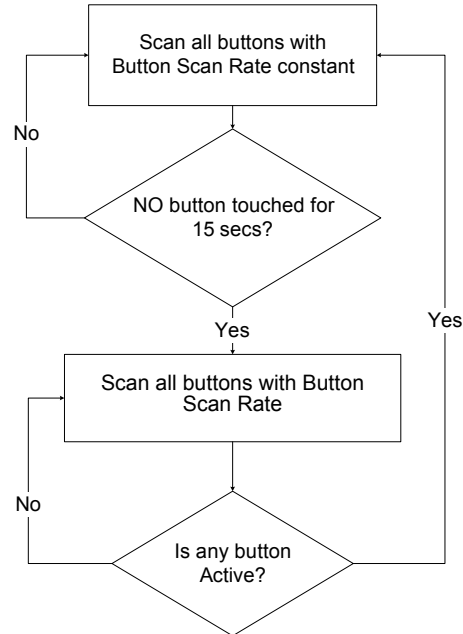 Scan all buttons with
Button Scan Rate constant
No
NO button touched for
15 secs?
Yes
Yes
Scan all buttons with Button
Scan Rate
No
Is any button
Active?